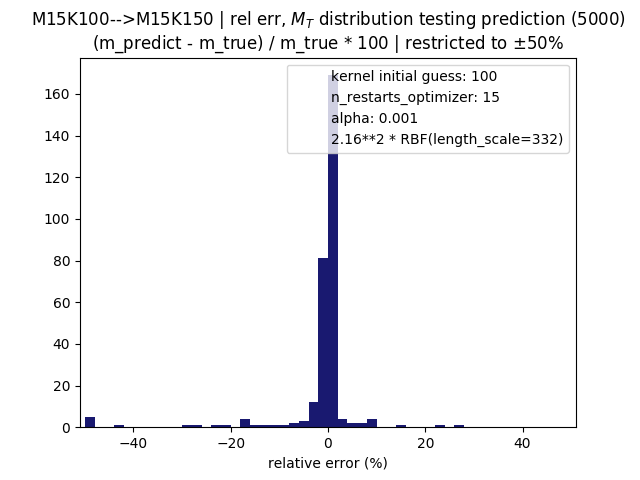 M15K100-->M15K150 | rel err, M_T distribution testing prediction (5000)
(m_predict - m_true) / m_true * 100 | restricted to ±50%
kernel initial guess: 100
n_restarts_optimizer: 15
alpha: 0.001
2.16**2 * RBF(length_scale=332)
160
140
120
100
80
60
40
20
0
−40 −20 0 20 40
relative error (%)